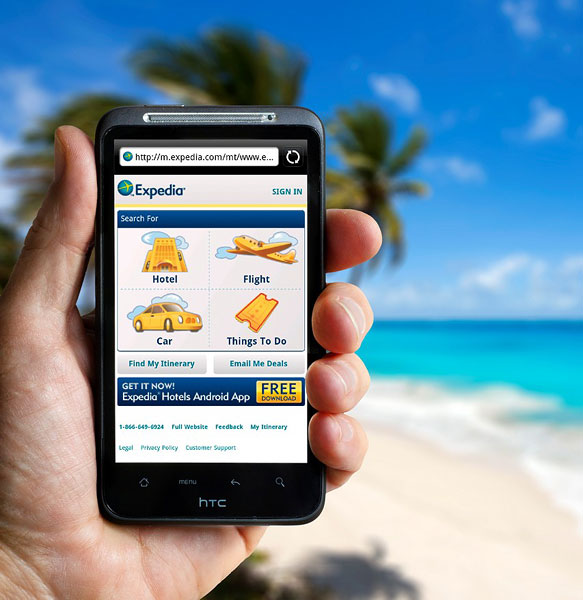 http://m.expedia.com/mt/www.e...
Expedia®
SIGN IN
Search For
Hotel
Flight
Car
Things To Do
Find My Itinerary
Email Me Deals
GET IT NOW!
Expedia® Hotels Android App
FREE
DOWNLOAD
1-866-649-6924 Full Website Feedback My Itinerary
Legal Privacy Policy Customer Support
MENU
hTC